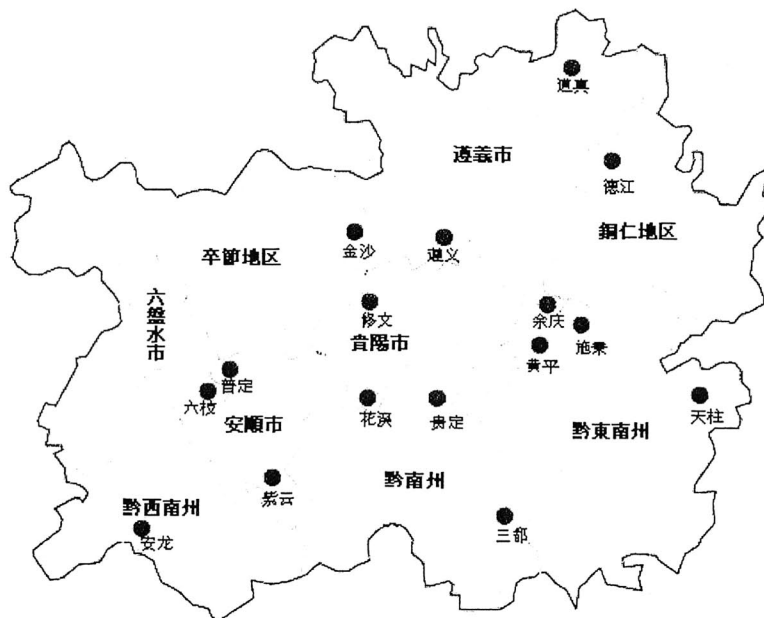 道真
遵義市
德江
銅仁地区
金沙
遵义
卒節地区
六盤水市
修文
余庆
施秉
貴陽市
黄平
普定
六枝
安順市
花溪
贵定
天柱
黔東南州
紫云
黔南州
黔西南州
安龙
三都